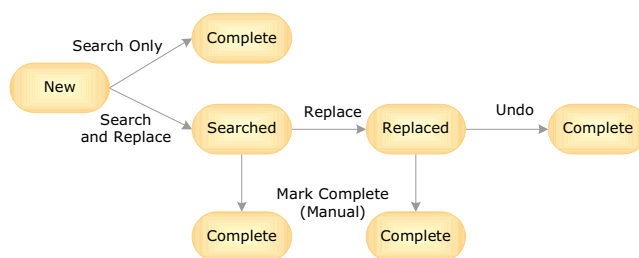 Complete
Search Only
New
Search
and Replace
Searched
Replace
Replaced
Undo
Complete
Mark Complete
(Manual)
Complete
Complete